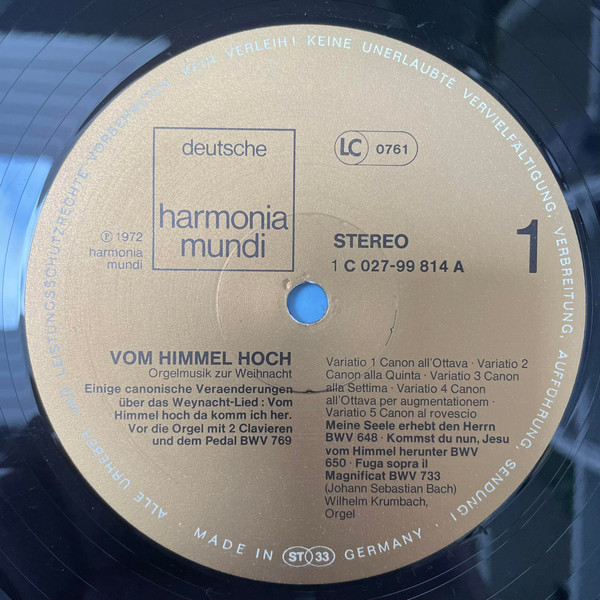 ALLE URHEBER- UND LEISTUNGSSCHUTZRECHTE VORBEHALTEN. KEIN VERLEIH! KEINE UNERLAUBTE VERVIELFÄLTIGUNG, VERBREITUNG, AUFFÜHRUNG, SENDUNG!
deutsche
harmonia
mundi
LC 0761
℗ 1972
harmonia
mundi
STEREO
1 C 027-99 814 A
1
VOM HIMMEL HOCH
Orgelmusik zur Weihnacht
Einige canonische Veraenderungen
über das Weynacht-Lied : Vom
Himmel hoch da komm ich her.
Vor die Orgel mit 2 Clavieren
und dem Pedal BWV 769
Variatio 1 Canon all'Ottava · Variatio 2
Canon alla Quinta · Variatio 3 Canon
alla Settima · Variatio 4 Canon
all'Ottava per augmentationem ·
Variatio 5 Canon al rovescio
Meine Seele erhebt den Herrn
BWV 648 · Kommst du nun, Jesu
vom Himmel herunter BWV
650 · Fuga sopra il
Magnificat BWV 733
(Johann Sebastian Bach)
Wilhelm Krumbach,
Orgel
· MADE IN ST 33 GERMANY ·